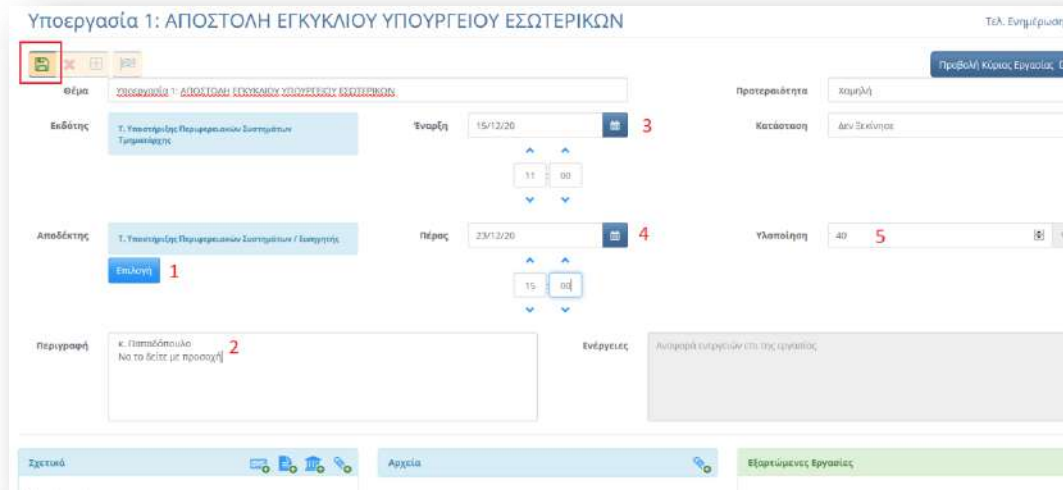 Υποεργασία 1: ΑΠΟΣΤΟΛΗ ΕΓΚΥΚΛΙΟΥ ΥΠΟΥΡΓΕΙΟΥ ΕΣΩΤΕΡΙΚΩΝ
Τελ. Ενημέρωση
Προβολή Κύριας Εργασίας
Θέμα
Υποεργασία 1: ΑΠΟΣΤΟΛΗ ΕΓΚΥΚΛΙΟΥ ΥΠΟΥΡΓΕΙΟΥ ΕΣΩΤΕΡΙΚΩΝ
Προτεραιότητα
Χαμηλή
Εκδότης
Τ. Υποστήριξης Περιφερειακών Συστημάτων
Τμηματάρχης
Έναρξη
15/12/20
3
Κατάσταση
Δεν Ξεκίνησε
11 : 00
Αποδέκτης
Τ. Υποστήριξης Περιφερειακών Συστημάτων / Εισηγητής
Πέρας
23/12/20
4
Υλοποίηση
40
5
Επιλογή
1
15 : 00
Περιγραφή
κ. Παπαδόπουλο
Να το δείτε με προσοχή
2
Ενέργειες
Αναφορά ενεργειών επι της εργασίας
Σχετικά
Αρχεία
Εξαρτώμενες Εργασίες